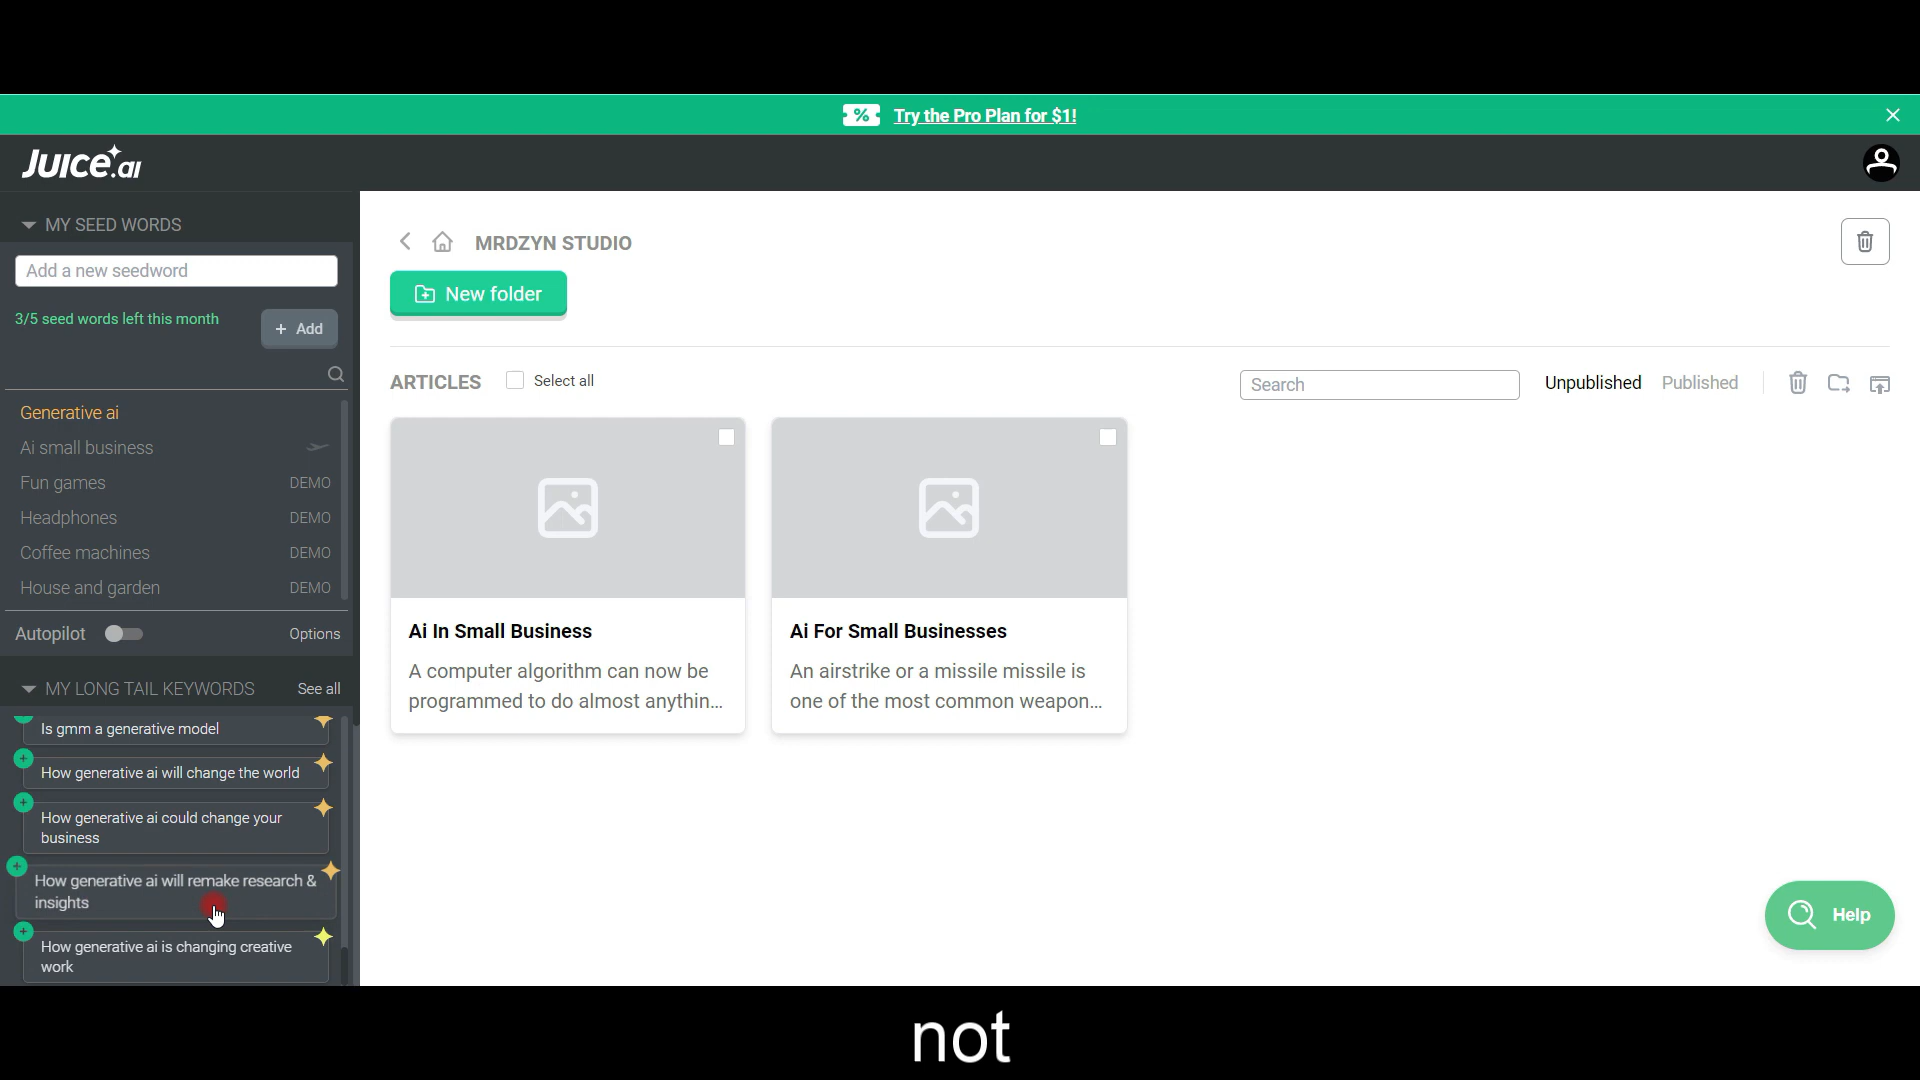 % Try the Pro Plan for $1!
Juice.ai
MY SEED WORDS
Add a new seedword
3/5 seed words left this month
+ Add
Generative ai
Ai small business
Fun games DEMO
Headphones DEMO
Coffee machines DEMO
House and garden DEMO
Autopilot Options
MY LONG TAIL KEYWORDS See all
Is gmm a generative model
How generative ai will change the world
How generative ai could change your
business
How generative ai will remake research &
insights
How generative ai is changing creative
work
MRDZYN STUDIO
New folder
ARTICLES Select all
Search
Unpublished Published
Ai In Small Business
A computer algorithm can now be
programmed to do almost anythin...
Ai For Small Businesses
An airstrike or a missile missile is
one of the most common weapon...
Help
not